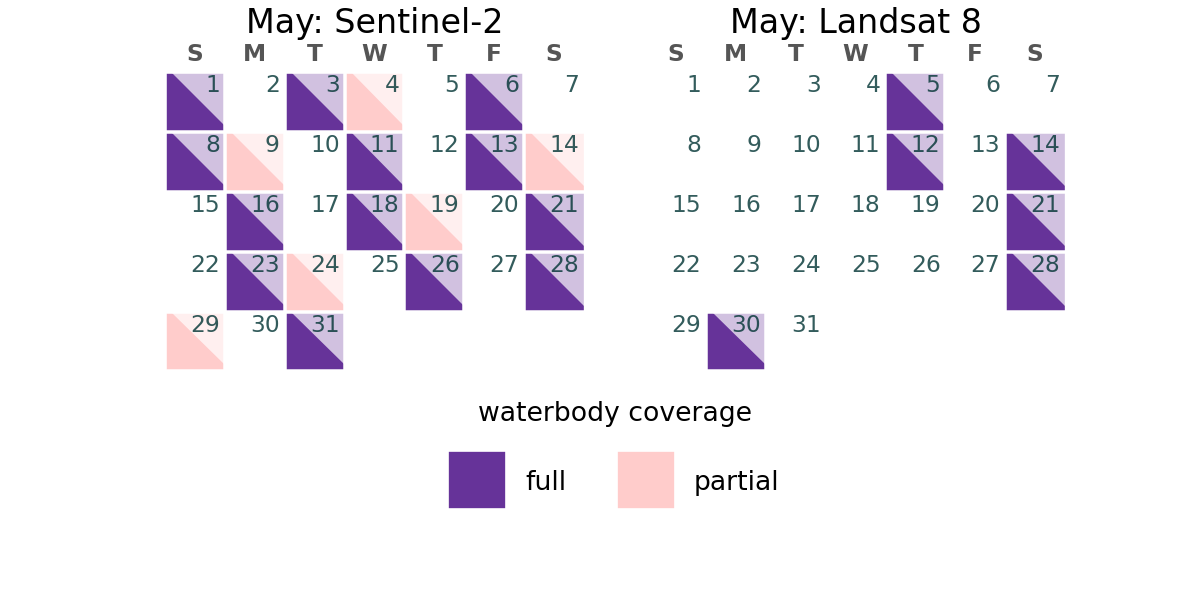 May: Sentinel-2
S M T W T F S
1 2 3 4 5 6 7
8 9 10 11 12 13 14
15 16 17 18 19 20 21
22 23 24 25 26 27 28
29 30 31
May: Landsat 8
S M T W T F S
1 2 3 4 5 6 7
8 9 10 11 12 13 14
15 16 17 18 19 20 21
22 23 24 25 26 27 28
29 30 31
waterbody coverage
full partial